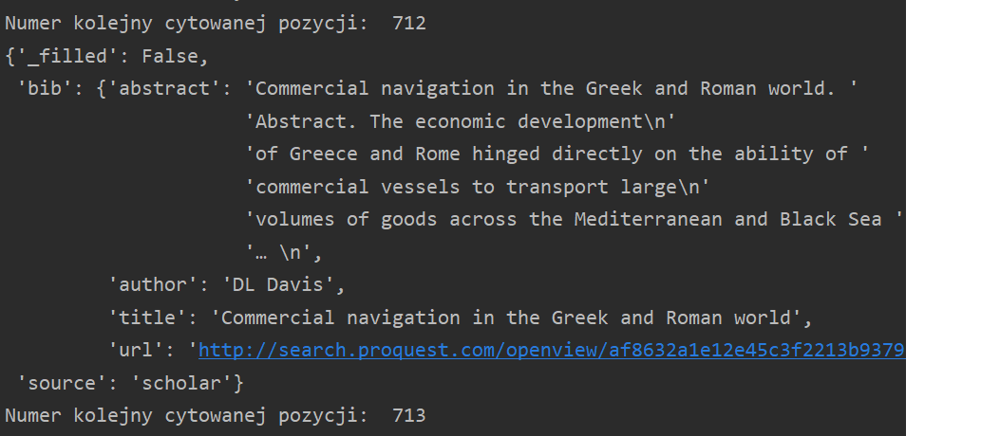 Numer kolejny cytowanej pozycji:  712
{'_filled': False,
 'bib': {'abstract': 'Commercial navigation in the Greek and Roman world. '
                     'Abstract. The economic development\n'
                     'of Greece and Rome hinged directly on the ability of '
                     'commercial vessels to transport large\n'
                     'volumes of goods across the Mediterranean and Black Sea '
                     '… \n',
         'author': 'DL Davis',
         'title': 'Commercial navigation in the Greek and Roman world',
         'url': 'http://search.proquest.com/openview/af8632a1e12e45c3f2213b9379
 'source': 'scholar'}
Numer kolejny cytowanej pozycji:  713